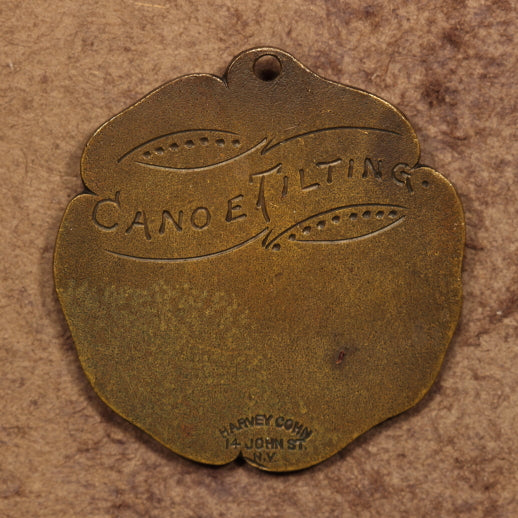 CANOE TILTING.
HARVEY COHN
14 JOHN ST.
N.Y.